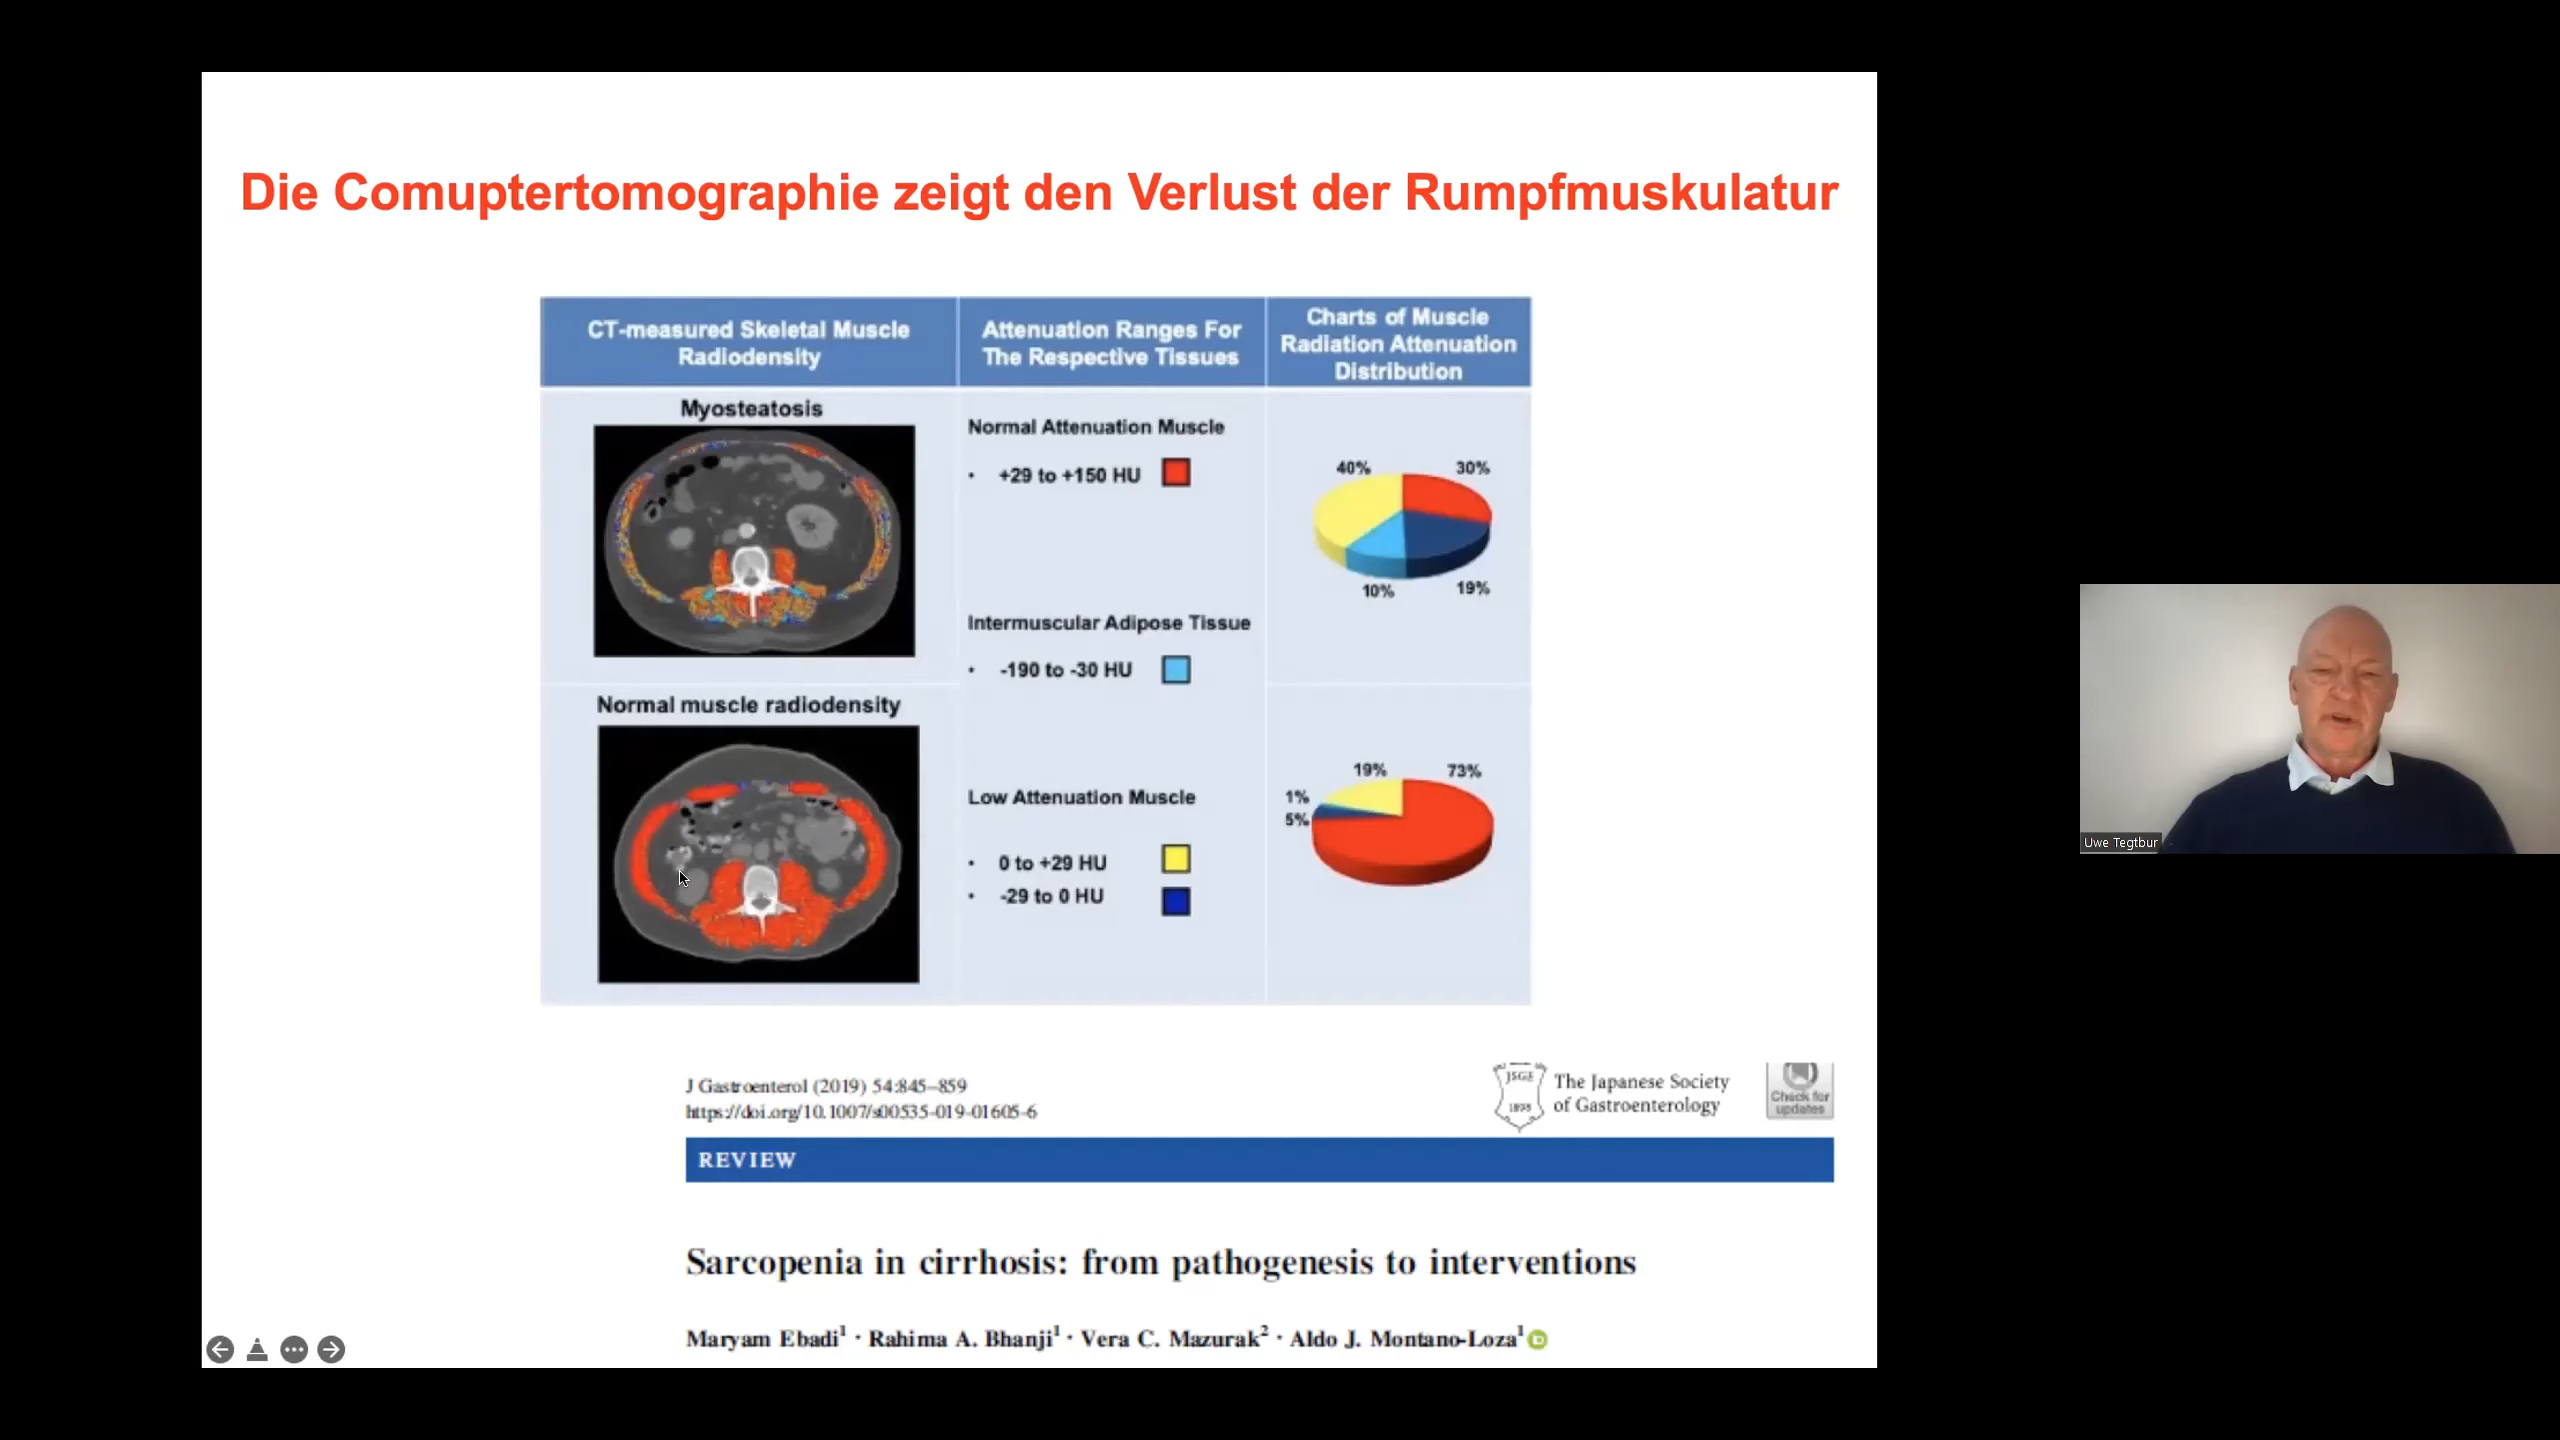 Die Comuptertomographie zeigt den Verlust der Rumpfmuskulatur
CT-measured Skeletal Muscle
Radiodensity
Attenuation Ranges For
The Respective Tissues
Charts of Muscle
Radiation Attenuation
Distribution
Myosteatosis
Normal Attenuation Muscle
• +29 to +150 HU
40%
30%
10%
19%
Intermuscular Adipose Tissue
• -190 to -30 HU
Normal muscle radiodensity
Low Attenuation Muscle
• 0 to +29 HU
• -29 to 0 HU
19%
73%
1%
5%
J Gastroenterol (2019) 54:845–859
https://doi.org/10.1007/s00535-019-01605-6
JSGE
1898
The Japanese Society
of Gastroenterology
Check for
updates
REVIEW
Sarcopenia in cirrhosis: from pathogenesis to interventions
Maryam Ebadi1 · Rahima A. Bhanji1 · Vera C. Mazurak2 · Aldo J. Montano-Loza1
Uwe Tegtbur